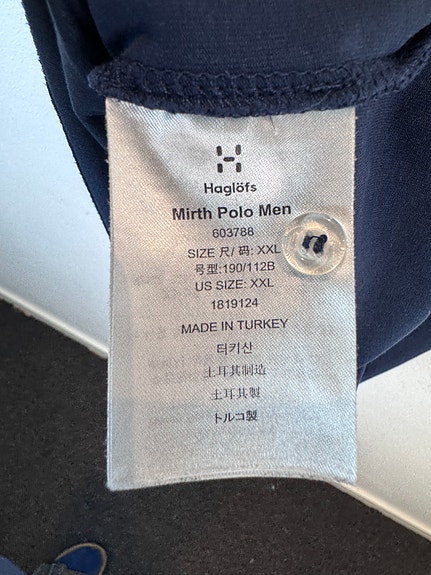 Haglöfs
Mirth Polo Men
603788
SIZE 尺/ 码: XXL
号型:190/112B
US SIZE: XXL
1819124
MADE IN TURKEY
터키산
土耳其制造
土耳其製
トルコ製